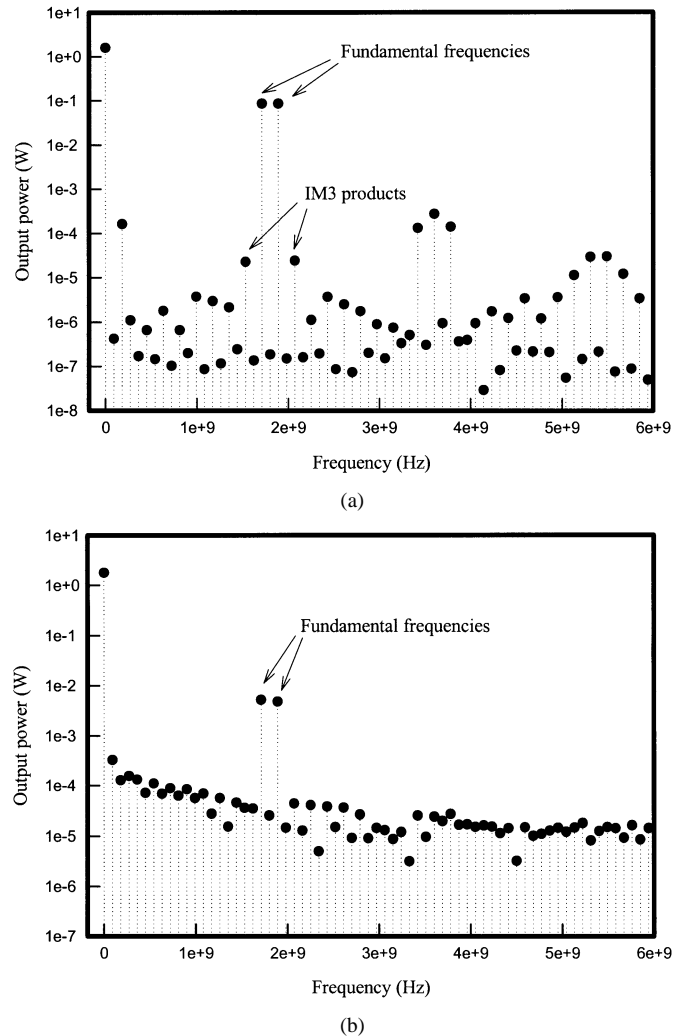 1e+1
1e+0
1e-1
1e-2
1e-3
1e-4
1e-5
1e-6
1e-7
1e-8
Output power (W)
Fundamental frequencies
IM3 products
0
1e+9
2e+9
3e+9
4e+9
5e+9
6e+9
Frequency (Hz)
(a)
1e+1
1e+0
1e-1
1e-2
1e-3
1e-4
1e-5
1e-6
1e-7
Output power (W)
Fundamental frequencies
0
1e+9
2e+9
3e+9
4e+9
5e+9
6e+9
Frequency (Hz)
(b)